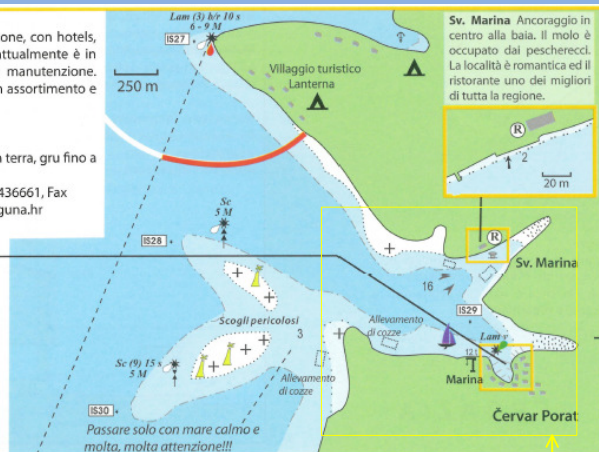 one, con hotels,
attualmente è in
manutenzione.
n assortimento e
a terra, gru fino a
436661, Fax
guna.hr
Lam (3) b/r 10 s
6 - 9 M
IS27
250 m
Villaggio turistico
Lanterna
Sv. Marina Ancoraggio in
centro alla baia. Il molo è
occupato dai pescherecci.
La località è romantica ed il
ristorante uno dei migliori
di tutta la regione.
R
2
20 m
Sc
5 M
IS28
R
Sv. Marina
16
IS29
Scogli pericolosi
3
Allevamento
di cozze
Lam v
Sc (9) 15 s
5 M
Allevamento
di cozze
Marina
IS30
Červar Porat
Passare solo con mare calmo e
molta, molta attenzione!!!